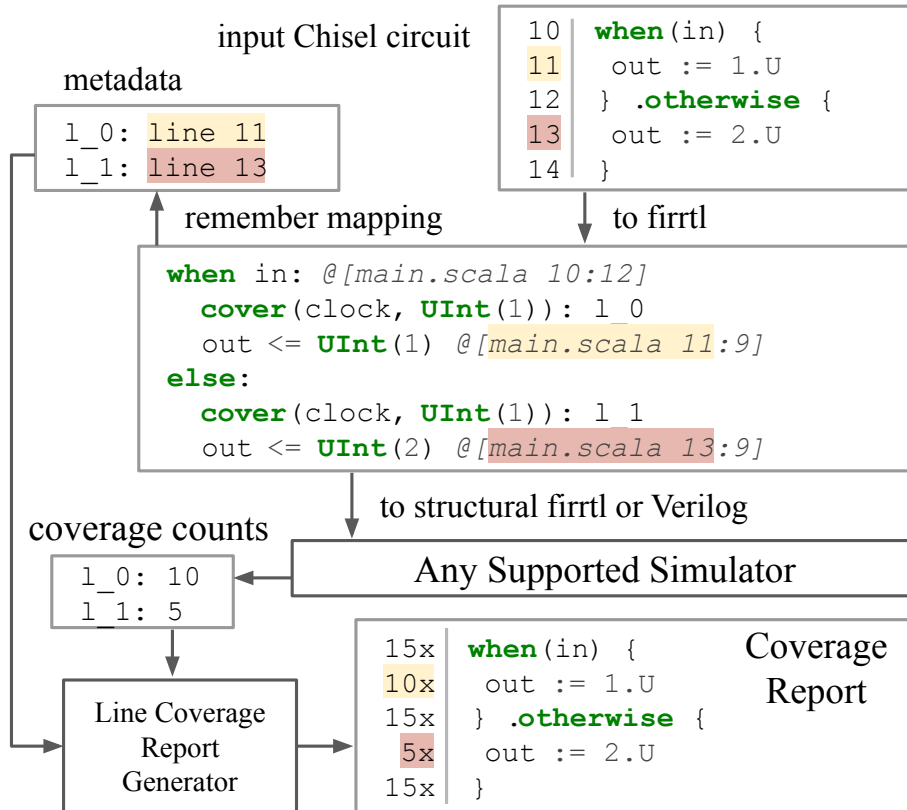 input Chisel circuit
10 when(in) {
11 out := 1.U
12 } .otherwise {
13 out := 2.U
14 }
metadata
l_0: line 11
l_1: line 13
remember mapping
to firrtl
when in: @[main.scala 10:12]
cover(clock, UInt(1)): l_0
out <= UInt(1) @[main.scala 11:9]
else:
cover(clock, UInt(1)): l_1
out <= UInt(2) @[main.scala 13:9]
to structural firrtl or Verilog
coverage counts
l_0: 10
l_1: 5
Any Supported Simulator
Line Coverage
Report
Generator
Coverage
Report
15x when(in) {
10x out := 1.U
15x } .otherwise {
5x out := 2.U
15x }